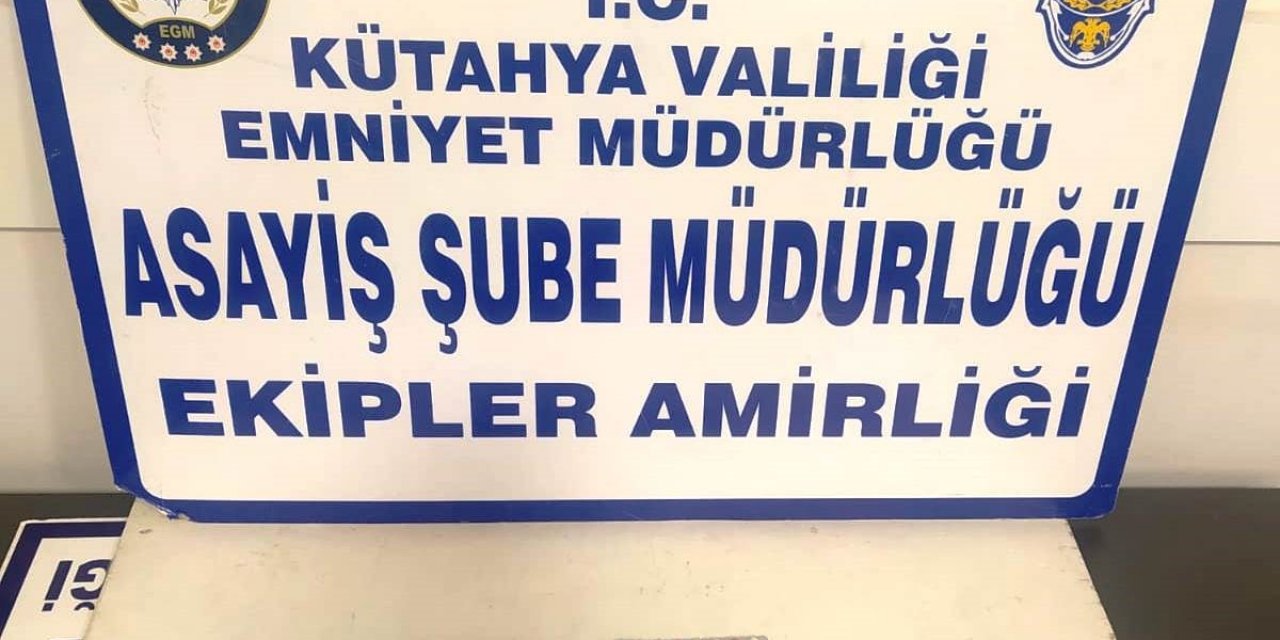 EGM
T.C.
KÜTAHYA VALİLİĞİ
EMNİYET MÜDÜRLÜĞÜ
ASAYİŞ ŞUBE MÜDÜRLÜĞÜ
EKİPLER AMİRLİĞİ